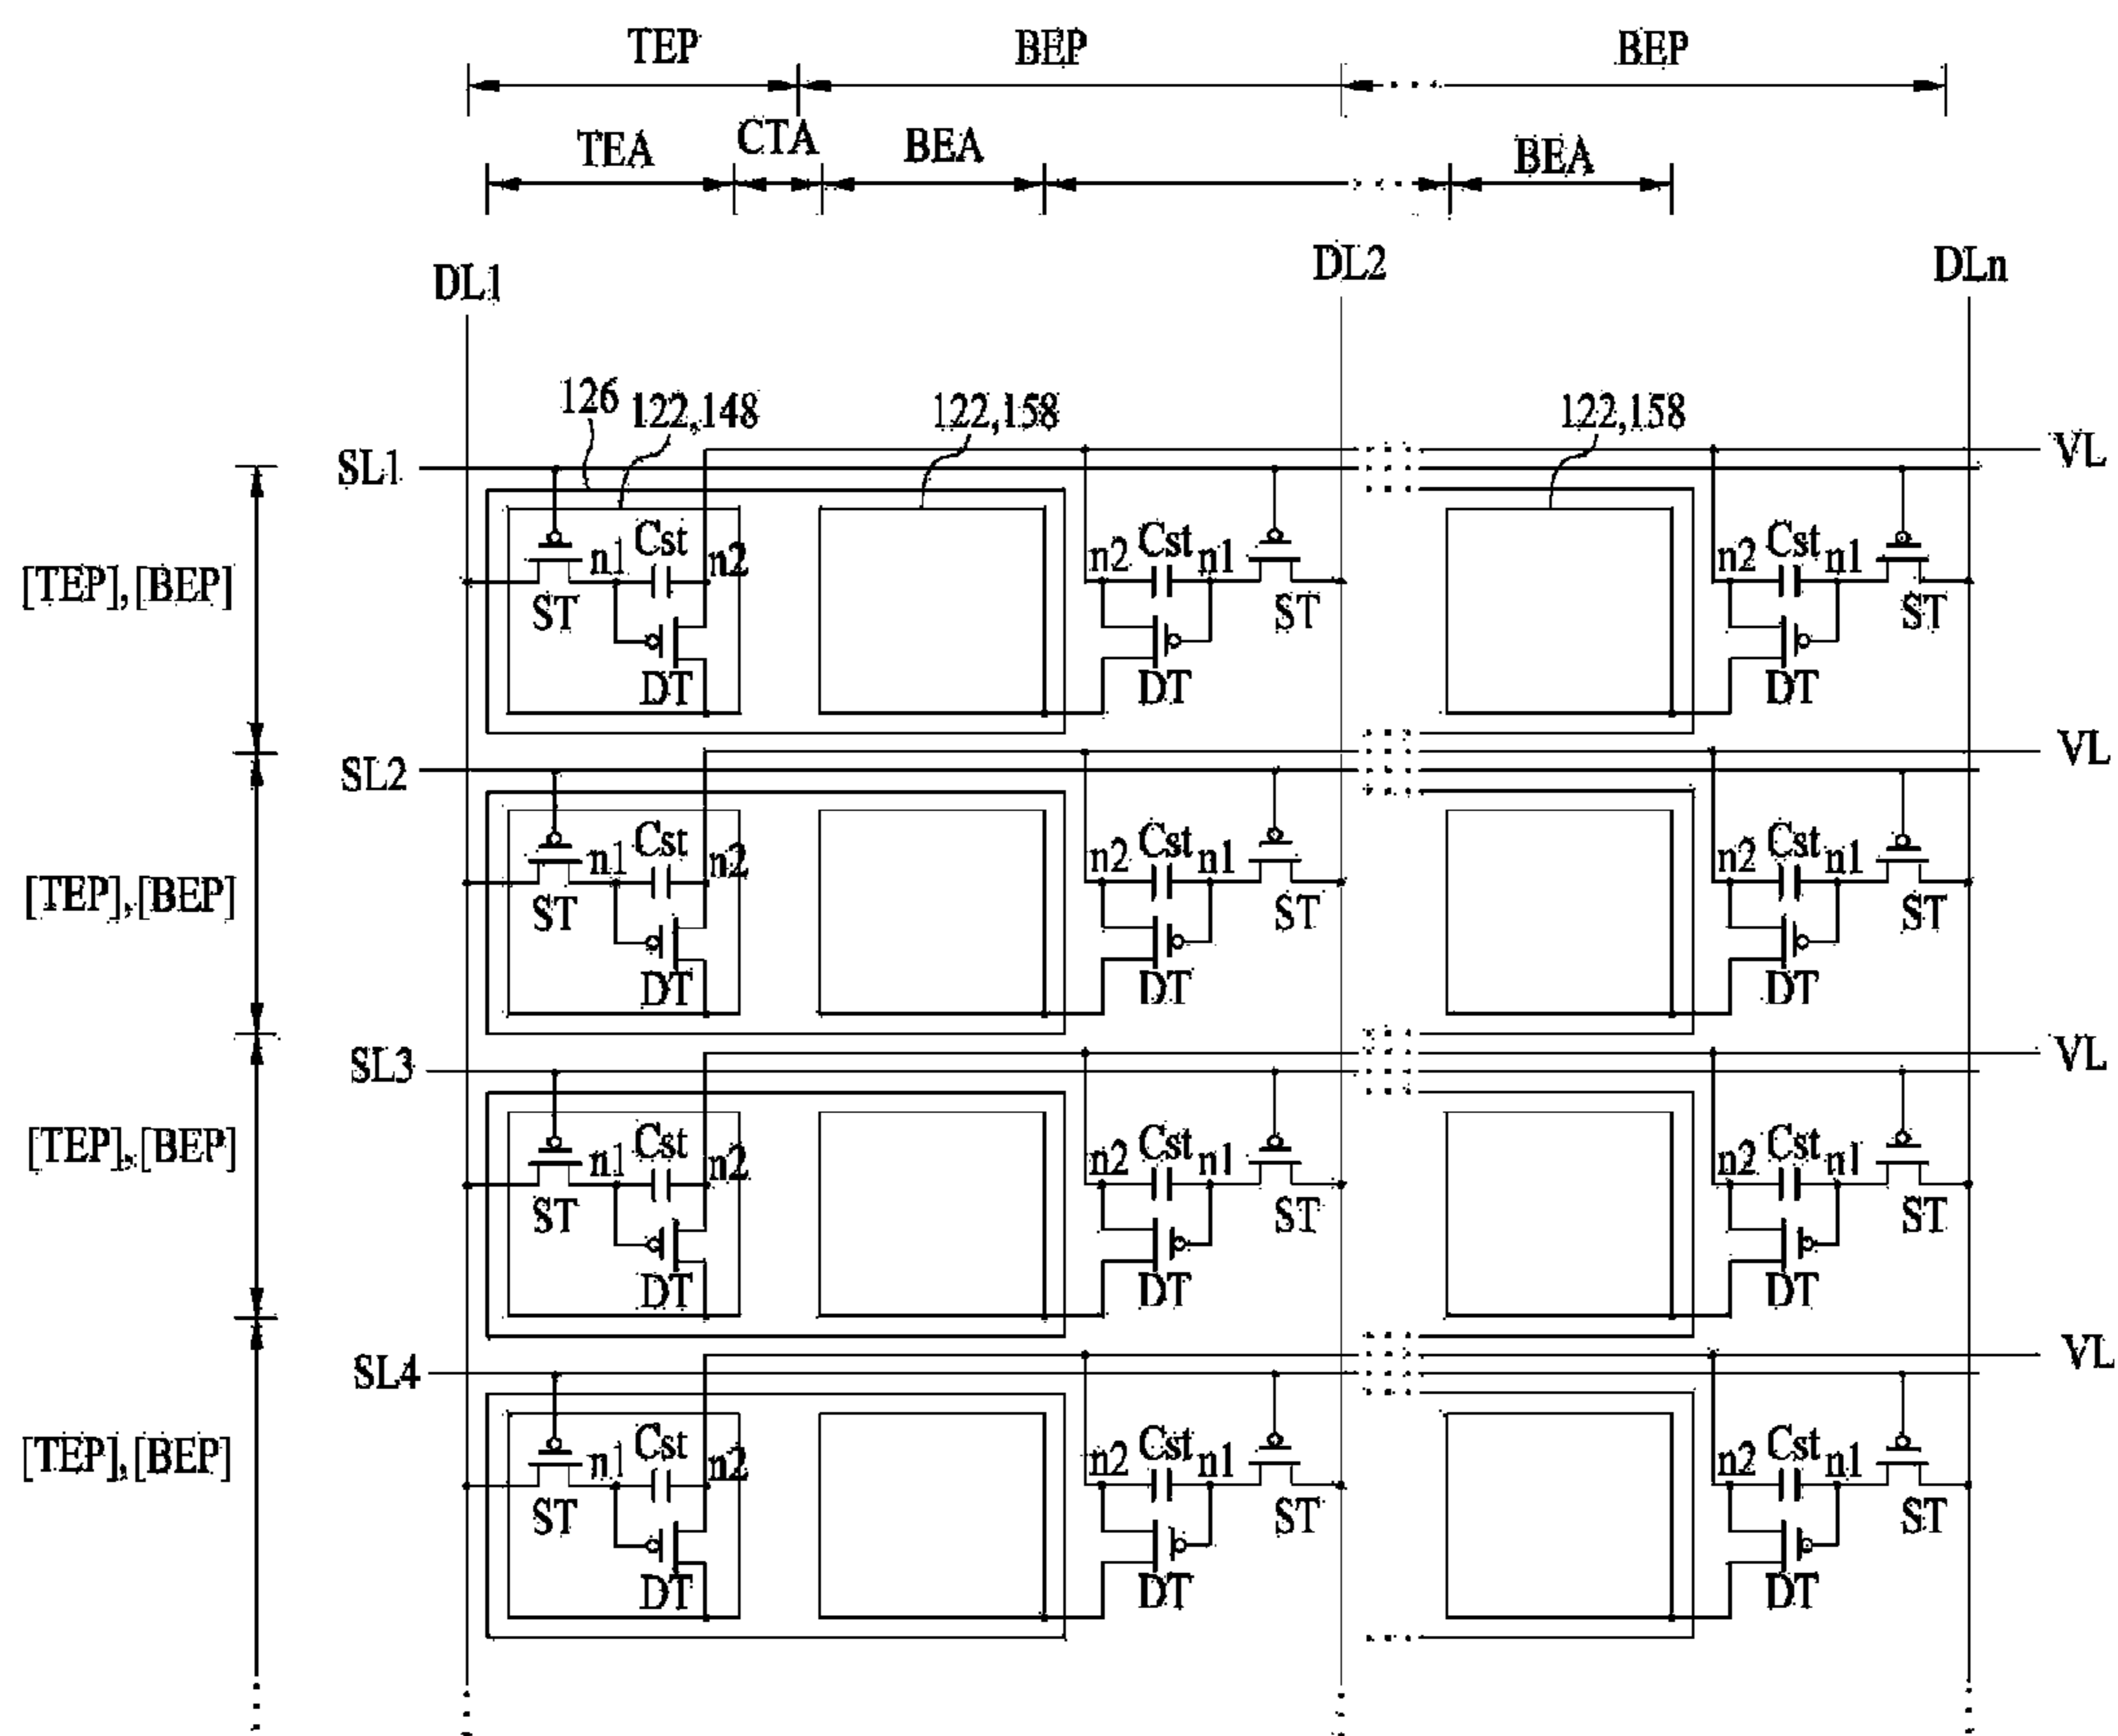 TEP BEP BEP
TEA CTA BEA BEA
DL1 DL2 DLn
126 122,148 122,158 122,158
SL1 VL
[TEP],[BEP]
n1 Cst n2 n2 Cst n1 n2 Cst n1
ST ST ST
DT DT DT
SL2 VL
[TEP],[BEP]
n1 Cst n2 n2 Cst n1 n2 Cst n1
ST ST ST
DT DT DT
SL3 VL
[TEP],[BEP]
n1 Cst n2 n2 Cst n1 n2 Cst n1
ST ST ST
DT DT DT
SL4 VL
[TEP],[BEP]
n1 Cst n2 n2 Cst n1 n2 Cst n1
ST ST ST
DT DT DT